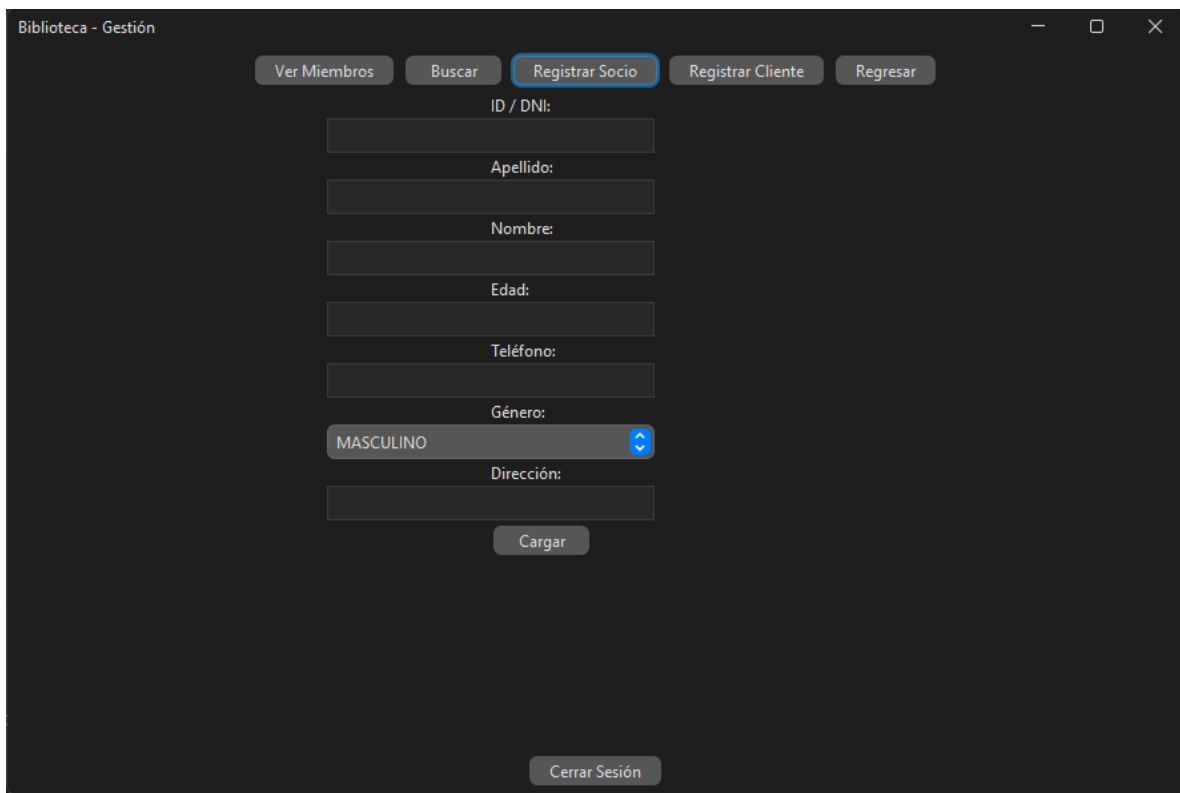 Biblioteca - Gestión
Ver Miembros Buscar Registrar Socio Registrar Cliente Regresar
ID / DNI:
Apellido:
Nombre:
Edad:
Teléfono:
Género:
MASCULINO
Dirección:
Cargar
Cerrar Sesión